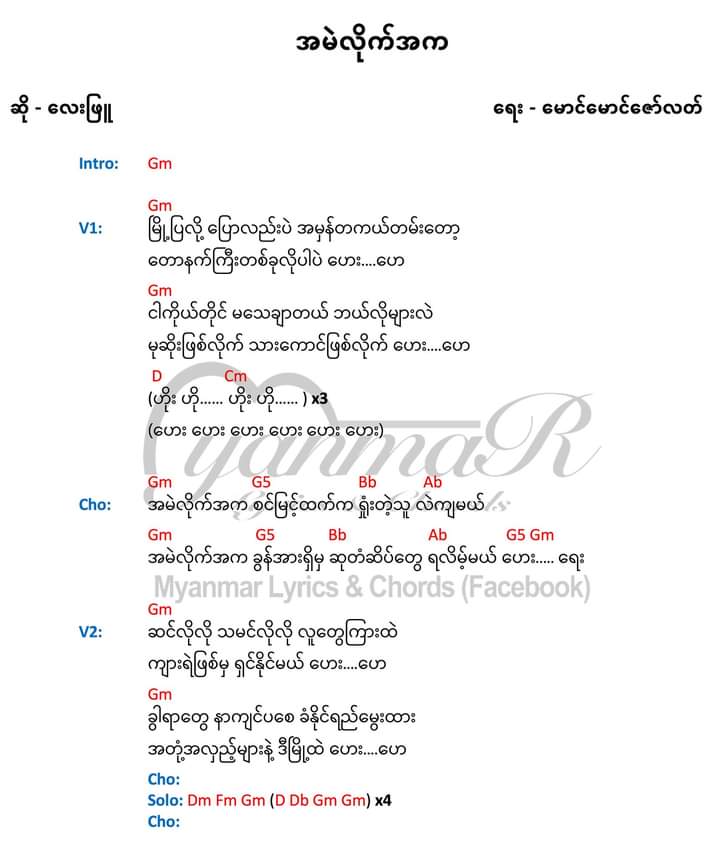 အမဲလိုက်အက
ဆို - လေးဖြူ ရေး - မောင်မောင်ဇော်လတ်
Intro: Gm
Gm
V1: မြို့ပြလို့ ပြောလည်းပဲ အမှန်တကယ်တမ်းတော့
တောနက်ကြီးတစ်ခုလိုပါပဲ ဟေး....ဟေ
Gm
ငါကိုယ်တိုင် မသေချာတယ် ဘယ်လိုများလဲ
မုဆိုးဖြစ်လိုက် သားကောင်ဖြစ်လိုက် ဟေး....ဟေ
D Cm
(ဟိုး ဟို...... ဟိုး ဟို...... ) x3
(ဟေး ဟေး ဟေး ဟေး ဟေး ဟေး)
MyanmaR
Gm G5 Bb Ab
Cho: အမဲလိုက်အက စင်မြင့်ထက်က ရှုံးတဲ့သူ လဲကျမယ်
Gm G5 Bb Ab G5 Gm
အမဲလိုက်အက ခွန်အားရှိမှ ဆုတံဆိပ်တွေ ရလိမ့်မယ် ဟေး..... ရေး
Myanmar Lyrics & Chords (Facebook)
Gm
V2: ဆင်လိုလို သမင်လိုလို လူတွေကြားထဲ
ကျားရဲဖြစ်မှ ရှင်နိုင်မယ် ဟေး....ဟေ
Gm
ခွါရာတွေ နာကျင်ပစေ ခံနိုင်ရည်မွေးထား
အတုံ့အလှည့်များနဲ့ ဒီမြို့ထဲ ဟေး....ဟေ
Cho:
Solo: Dm Fm Gm (D Db Gm Gm) x4
Cho: